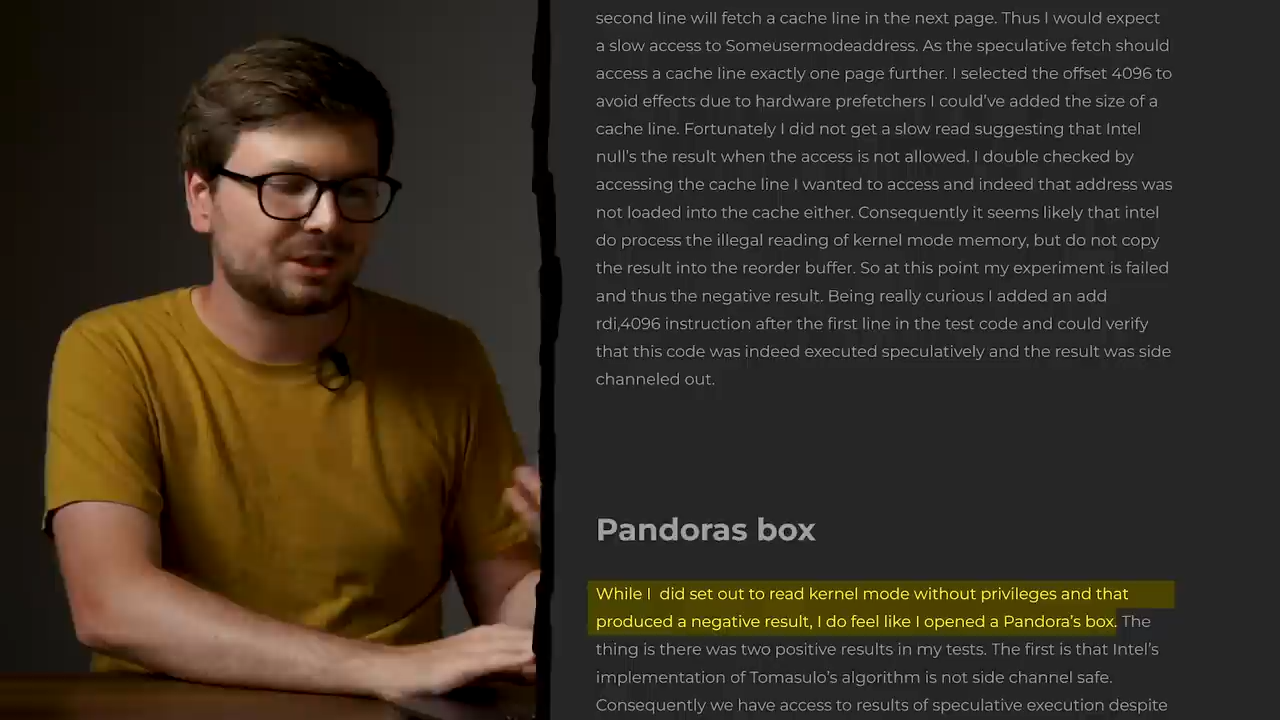 second line will fetch a cache line in the next page. Thus I would expect
a slow access to Someusermodeaddress. As the speculative fetch should
access a cache line exactly one page further. I selected the offset 4096 to
avoid effects due to hardware prefetchers I could've added the size of a
cache line. Fortunately I did not get a slow read suggesting that Intel
null's the result when the access is not allowed. I double checked by
accessing the cache line I wanted to access and indeed that address was
not loaded into the cache either. Consequently it seems likely that intel
do process the illegal reading of kernel mode memory, but do not copy
the result into the reorder buffer. So at this point my experiment is failed
and thus the negative result. Being really curious I added an add
rdi,4096 instruction after the first line in the test code and could verify
that this code was indeed executed speculatively and the result was side
channeled out.
Pandoras box
While I did set out to read kernel mode without privileges and that
produced a negative result, I do feel like I opened a Pandora's box. The
thing is there was two positive results in my tests. The first is that Intel's
implementation of Tomasulo's algorithm is not side channel safe.
Consequently we have access to results of speculative execution despite